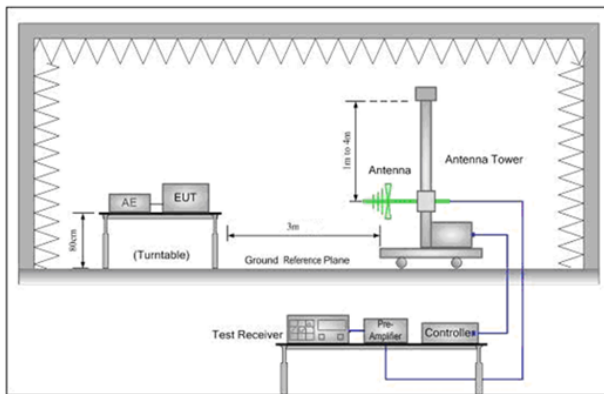 1m to 4m
Antenna
Antenna Tower
AE
EUT
80cm
(Turntable)
3m
Ground Reference Plane
Test Receiver
Pre-
Amplifier
Controller